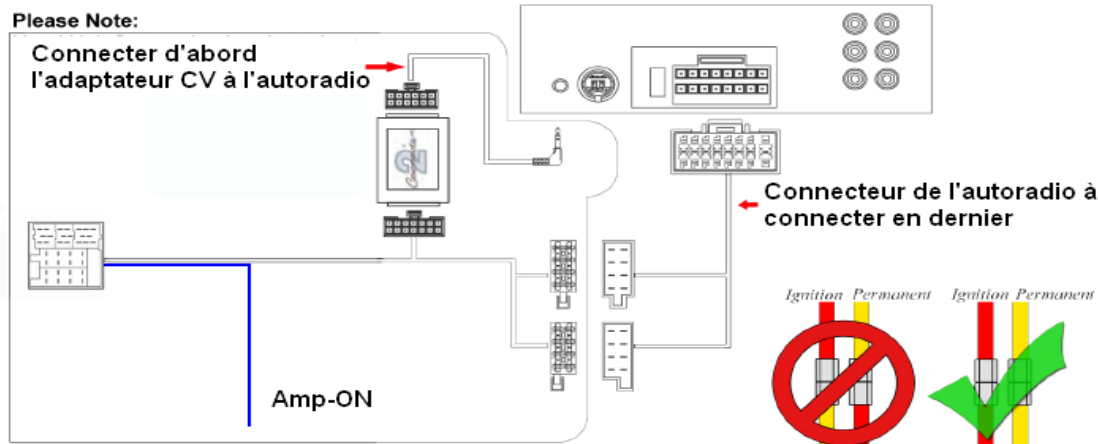 Please Note:
Connecter d'abord
l'adaptateur CV à l'autoradio
2
Connecteur de l'autoradio à
connecter en dernier
Ignition Permanent
Ignition Permanent
Amp-ON